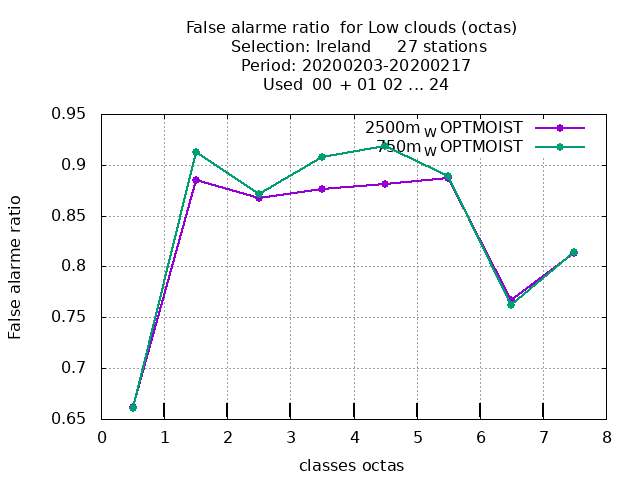 False alarme ratio for Low clouds (octas)
Selection: Ireland 27 stations
Period: 20200203-20200217
Used 00 + 01 02 ... 24
2500m W OPTMOIST
750m W OPTMOIST
0.95
0.9
0.85
0.8
0.75
0.7
0.65
False alarme ratio
0 1 2 3 4 5 6 7 8
classes octas